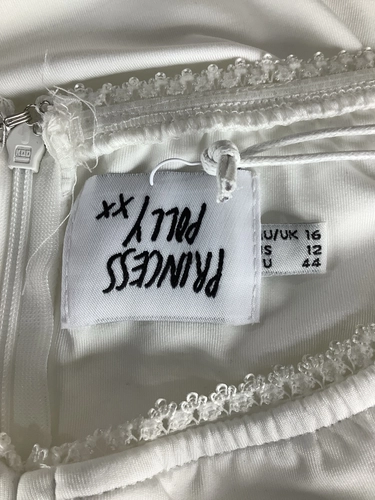 PRINCESS
POLLY
XX
AU/UK 16
US 12
EU 44